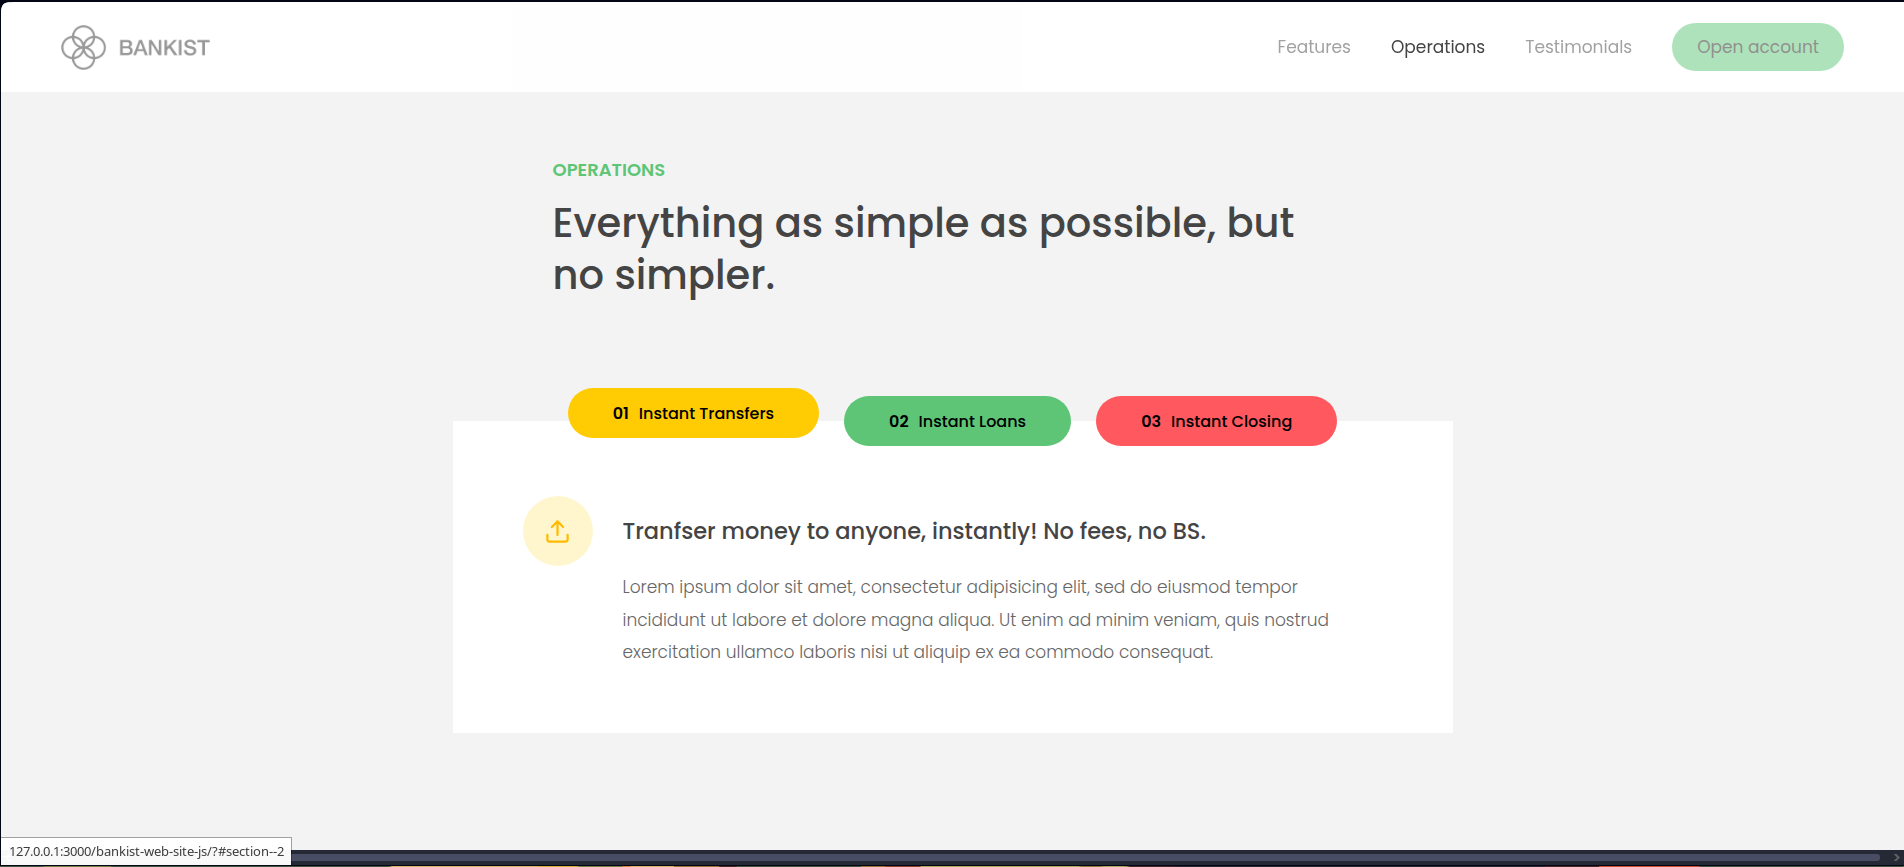 BANKIST
Features Operations Testimonials Open account
OPERATIONS
Everything as simple as possible, but
no simpler.
01 Instant Transfers
02 Instant Loans
03 Instant Closing
Tranfser money to anyone, instantly! No fees, no BS.
Lorem ipsum dolor sit amet, consectetur adipisicing elit, sed do eiusmod tempor
incididunt ut labore et dolore magna aliqua. Ut enim ad minim veniam, quis nostrud
exercitation ullamco laboris nisi ut aliquip ex ea commodo consequat.
127.0.0.1:3000/bankist-web-site-js/?#section--2